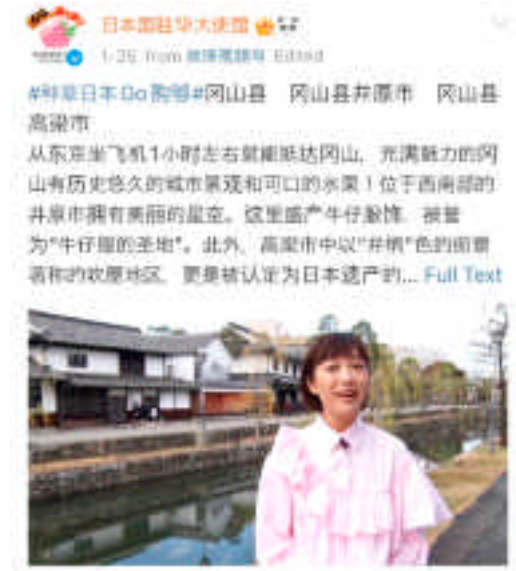 日本国驻华大使馆
1-26 from 微博视频号 Edited
#种草日本Go购够#冈山县 冈山县井原市 冈山县
高梁市
从东京坐飞机1小时左右就能抵达冈山，充满魅力的冈
山有历史悠久的城市景观和可口的水果！位于西南部的
井原市拥有美丽的星空。这里盛产牛仔服饰，被誉
为“牛仔服的圣地”。此外，高梁市中以“弁柄”色的街景
著称的吹屋地区，更是被认定为日本遗产的... Full Text